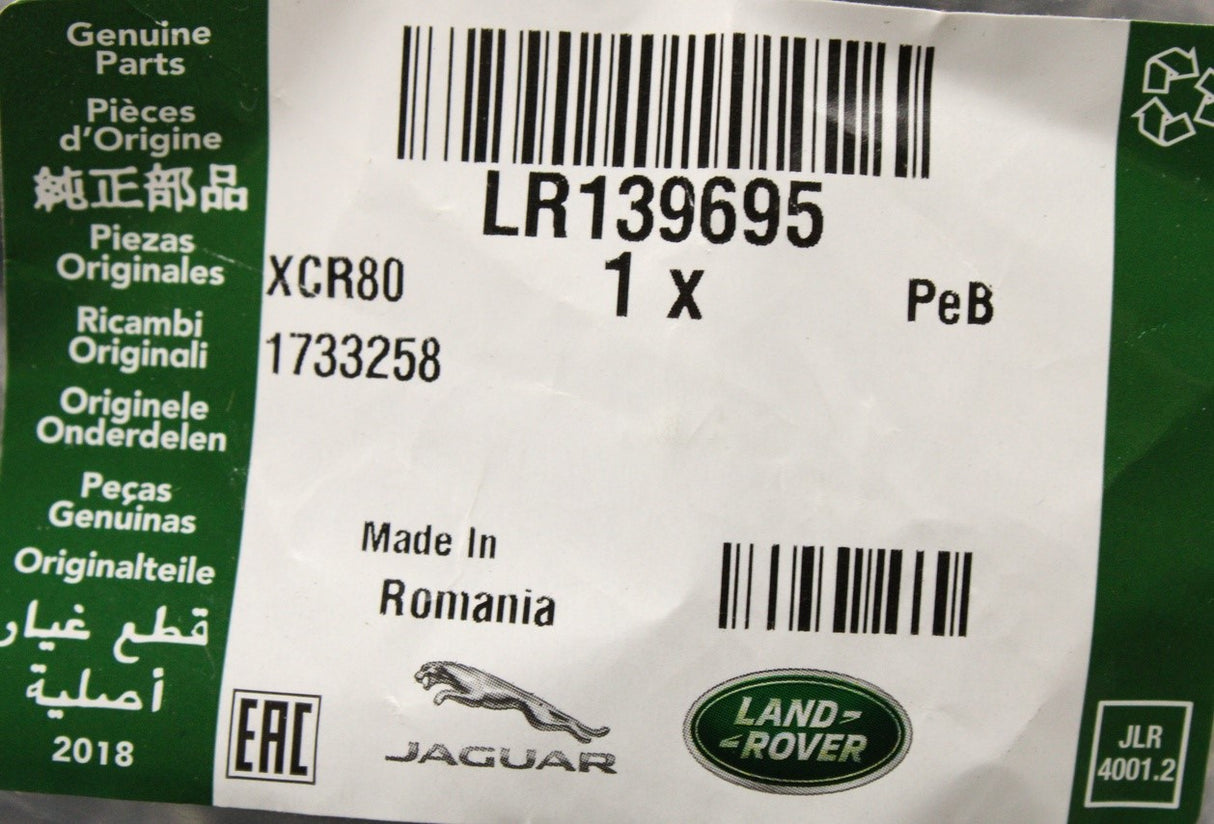 Genuine
Parts
Pièces
d'Origine
純正部品
Piezas
Originales
Ricambi
Originali
Originele
Onderdelen
Peças
Genuinas
Originalteile
قطع غيار
أصلية
2018
LR139695
XCR80
1 x
PeB
1733258
Made In
Romania
EAC
JAGUAR
LAND-
-ROVER
JLR
4001.2